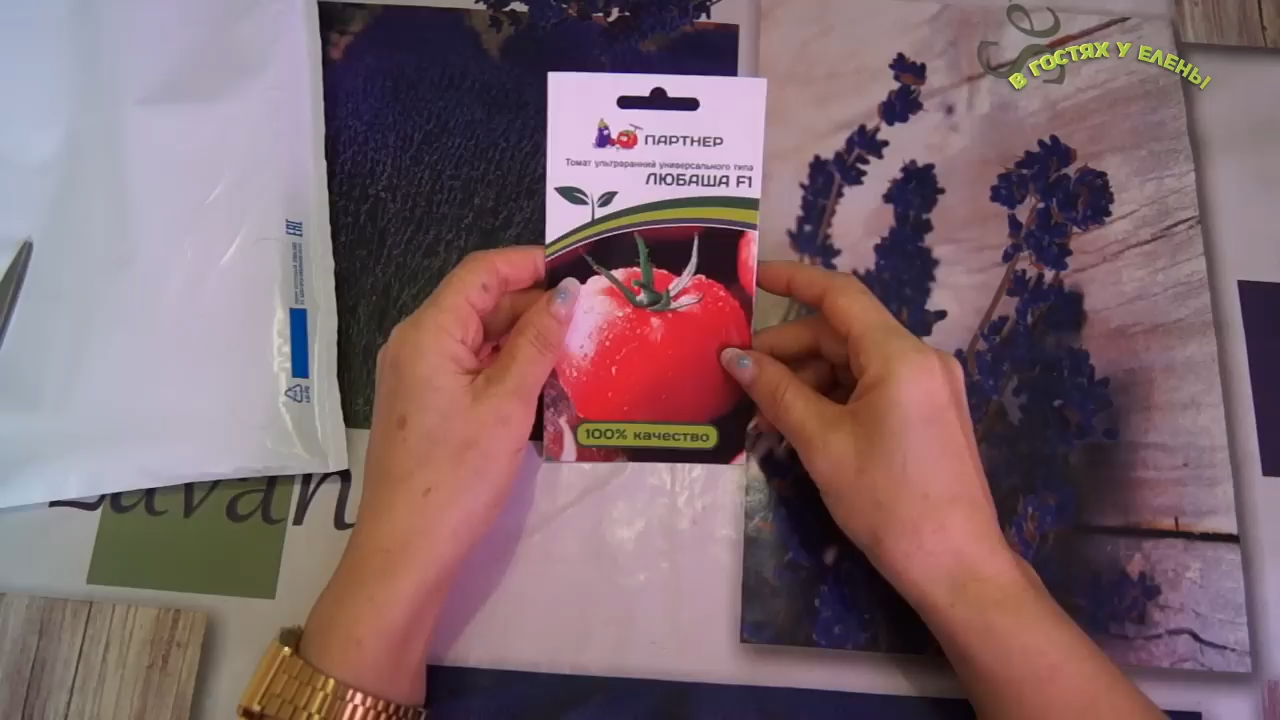 В ГОСТЯХ У ЕЛЕНЫ
ПАРТНЕР
Томат ультраранний универсального типа
ЛЮБАША F1
100% качество
EAC
Lavan